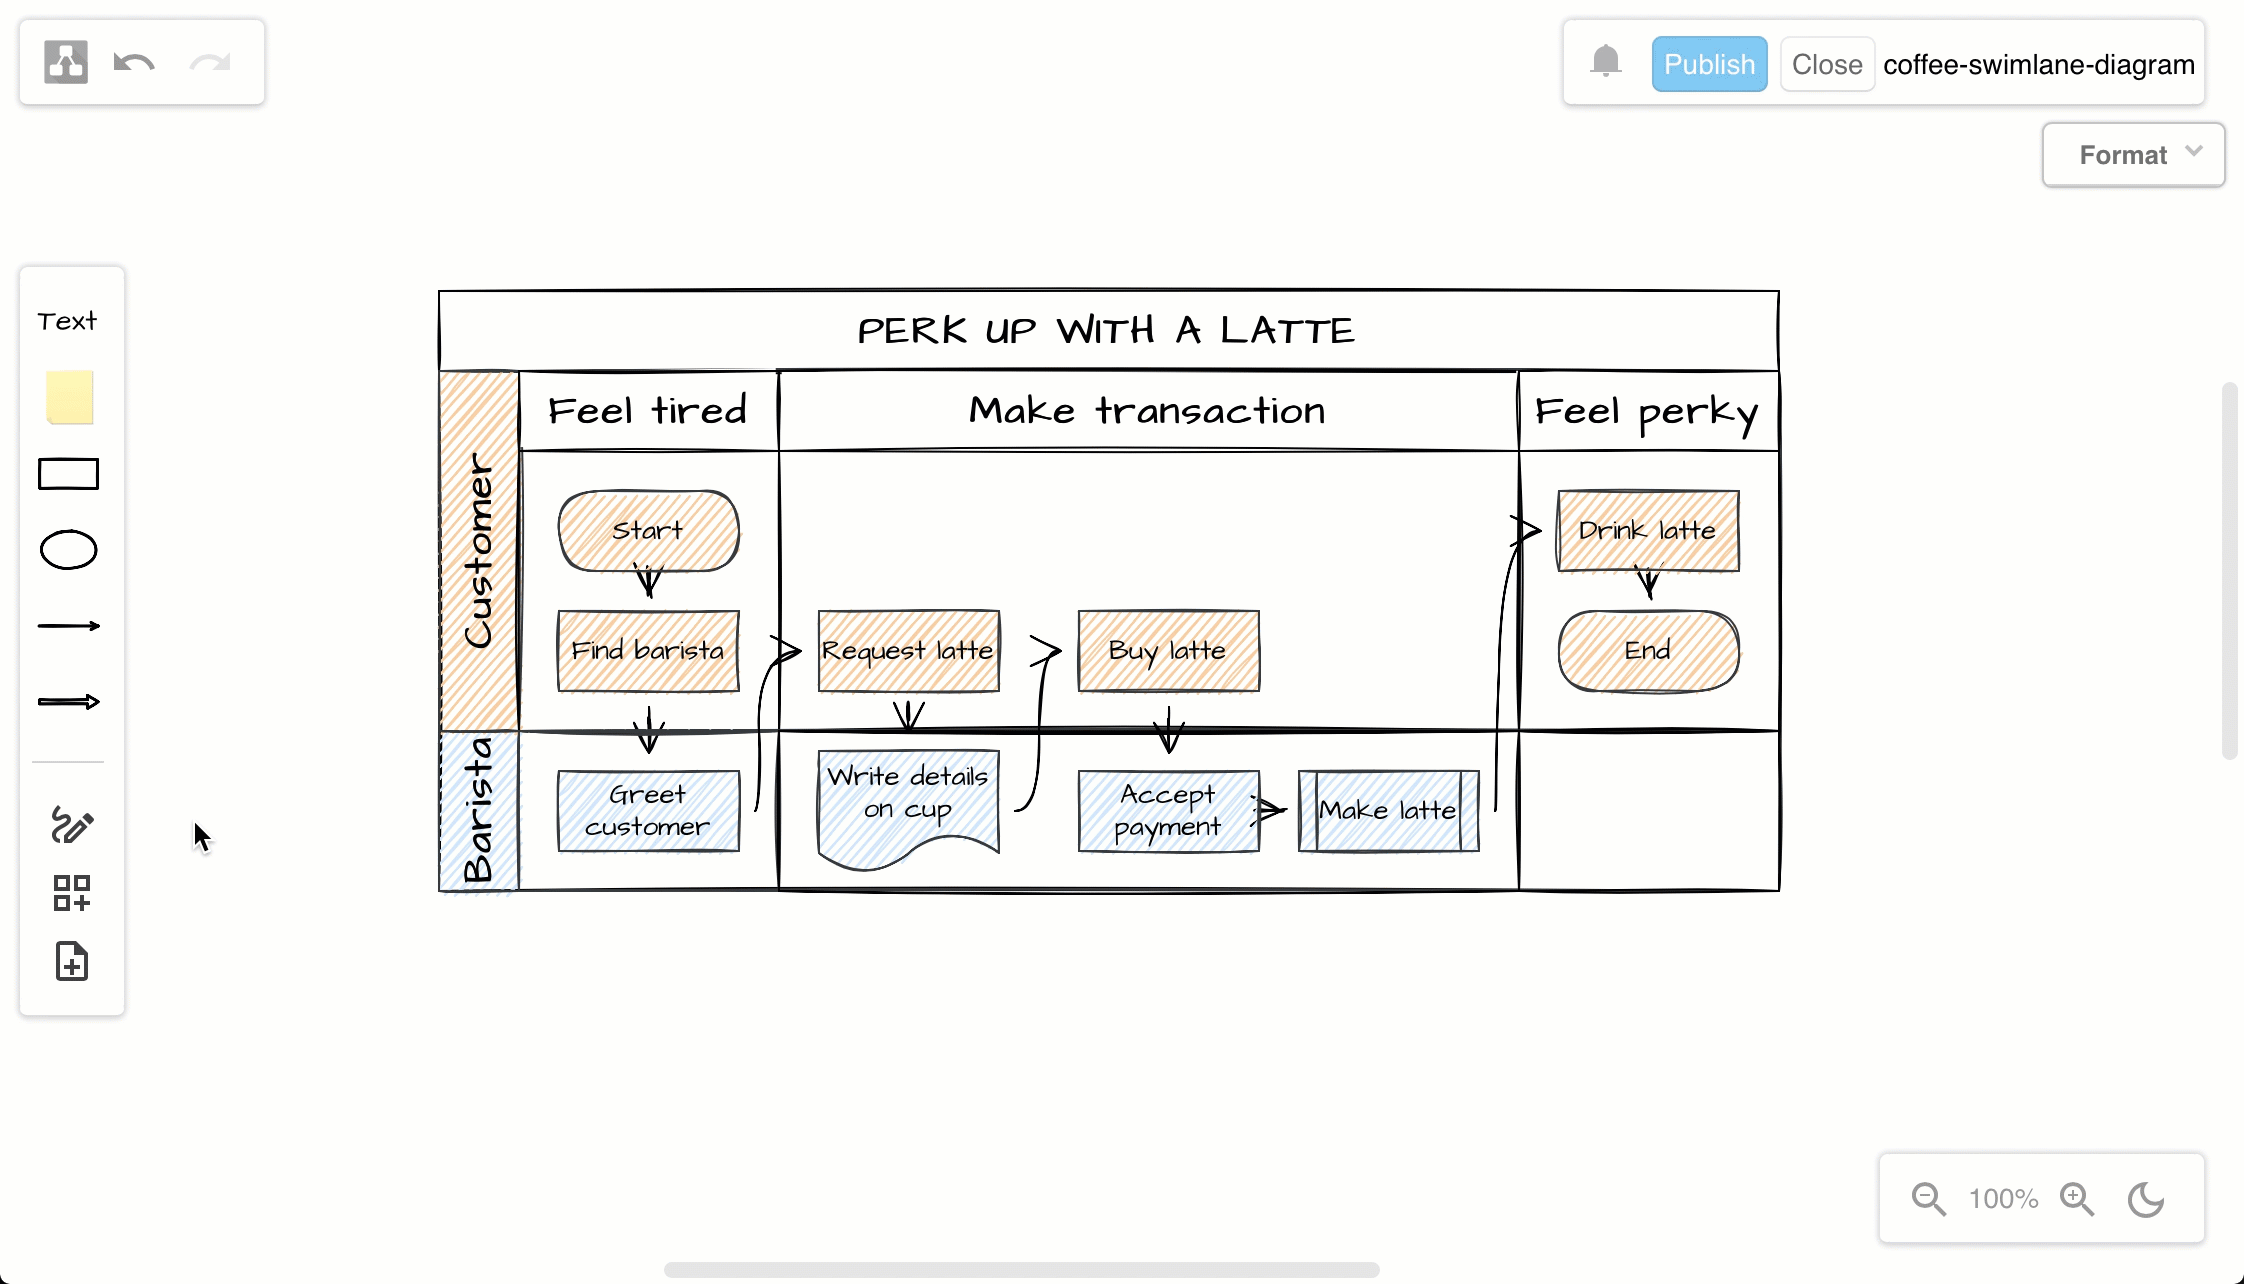 Publish
Close
coffee-swimlane-diagram
Format
Text
PERK UP WITH A LATTE
Feel tired
Make transaction
Feel perky
Customer
Start
Drink latte
Find barista
Request latte
Buy latte
End
Barista
Greet
customer
Write details
on cup
Accept
payment
Make latte
100%